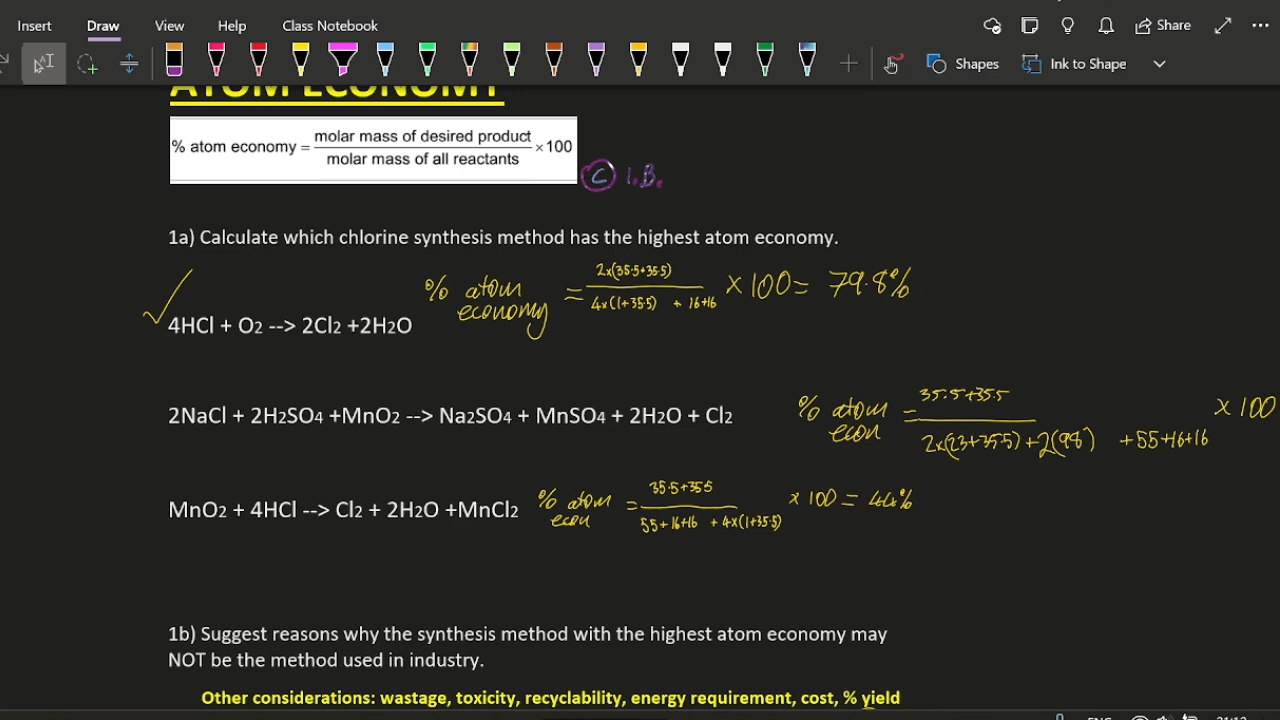 Insert Draw View Help Class Notebook Share
Shapes Ink to Shape
ATOM ECONOMY
% atom economy = molar mass of desired product / molar mass of all reactants × 100
© I.B.
1a) Calculate which chlorine synthesis method has the highest atom economy.
% atom economy = 2×(35.5+35.5) / 4×(1+35.5) + 16+16 × 100 = 79.8%
4HCl + O2 --> 2Cl2 +2H2O
2NaCl + 2H2SO4 +MnO2 --> Na2SO4 + MnSO4 + 2H2O + Cl2
% atom econ = 35.5+35.5 / 2×(23+35.5)+2(98) +55+16+16 × 100
MnO2 + 4HCl --> Cl2 + 2H2O +MnCl2
% atom econ = 35.5+35.5 / 55+16+16 + 4×(1+35.5) × 100 = 44%
1b) Suggest reasons why the synthesis method with the highest atom economy may
NOT be the method used in industry.
Other considerations: wastage, toxicity, recyclability, energy requirement, cost, % yield